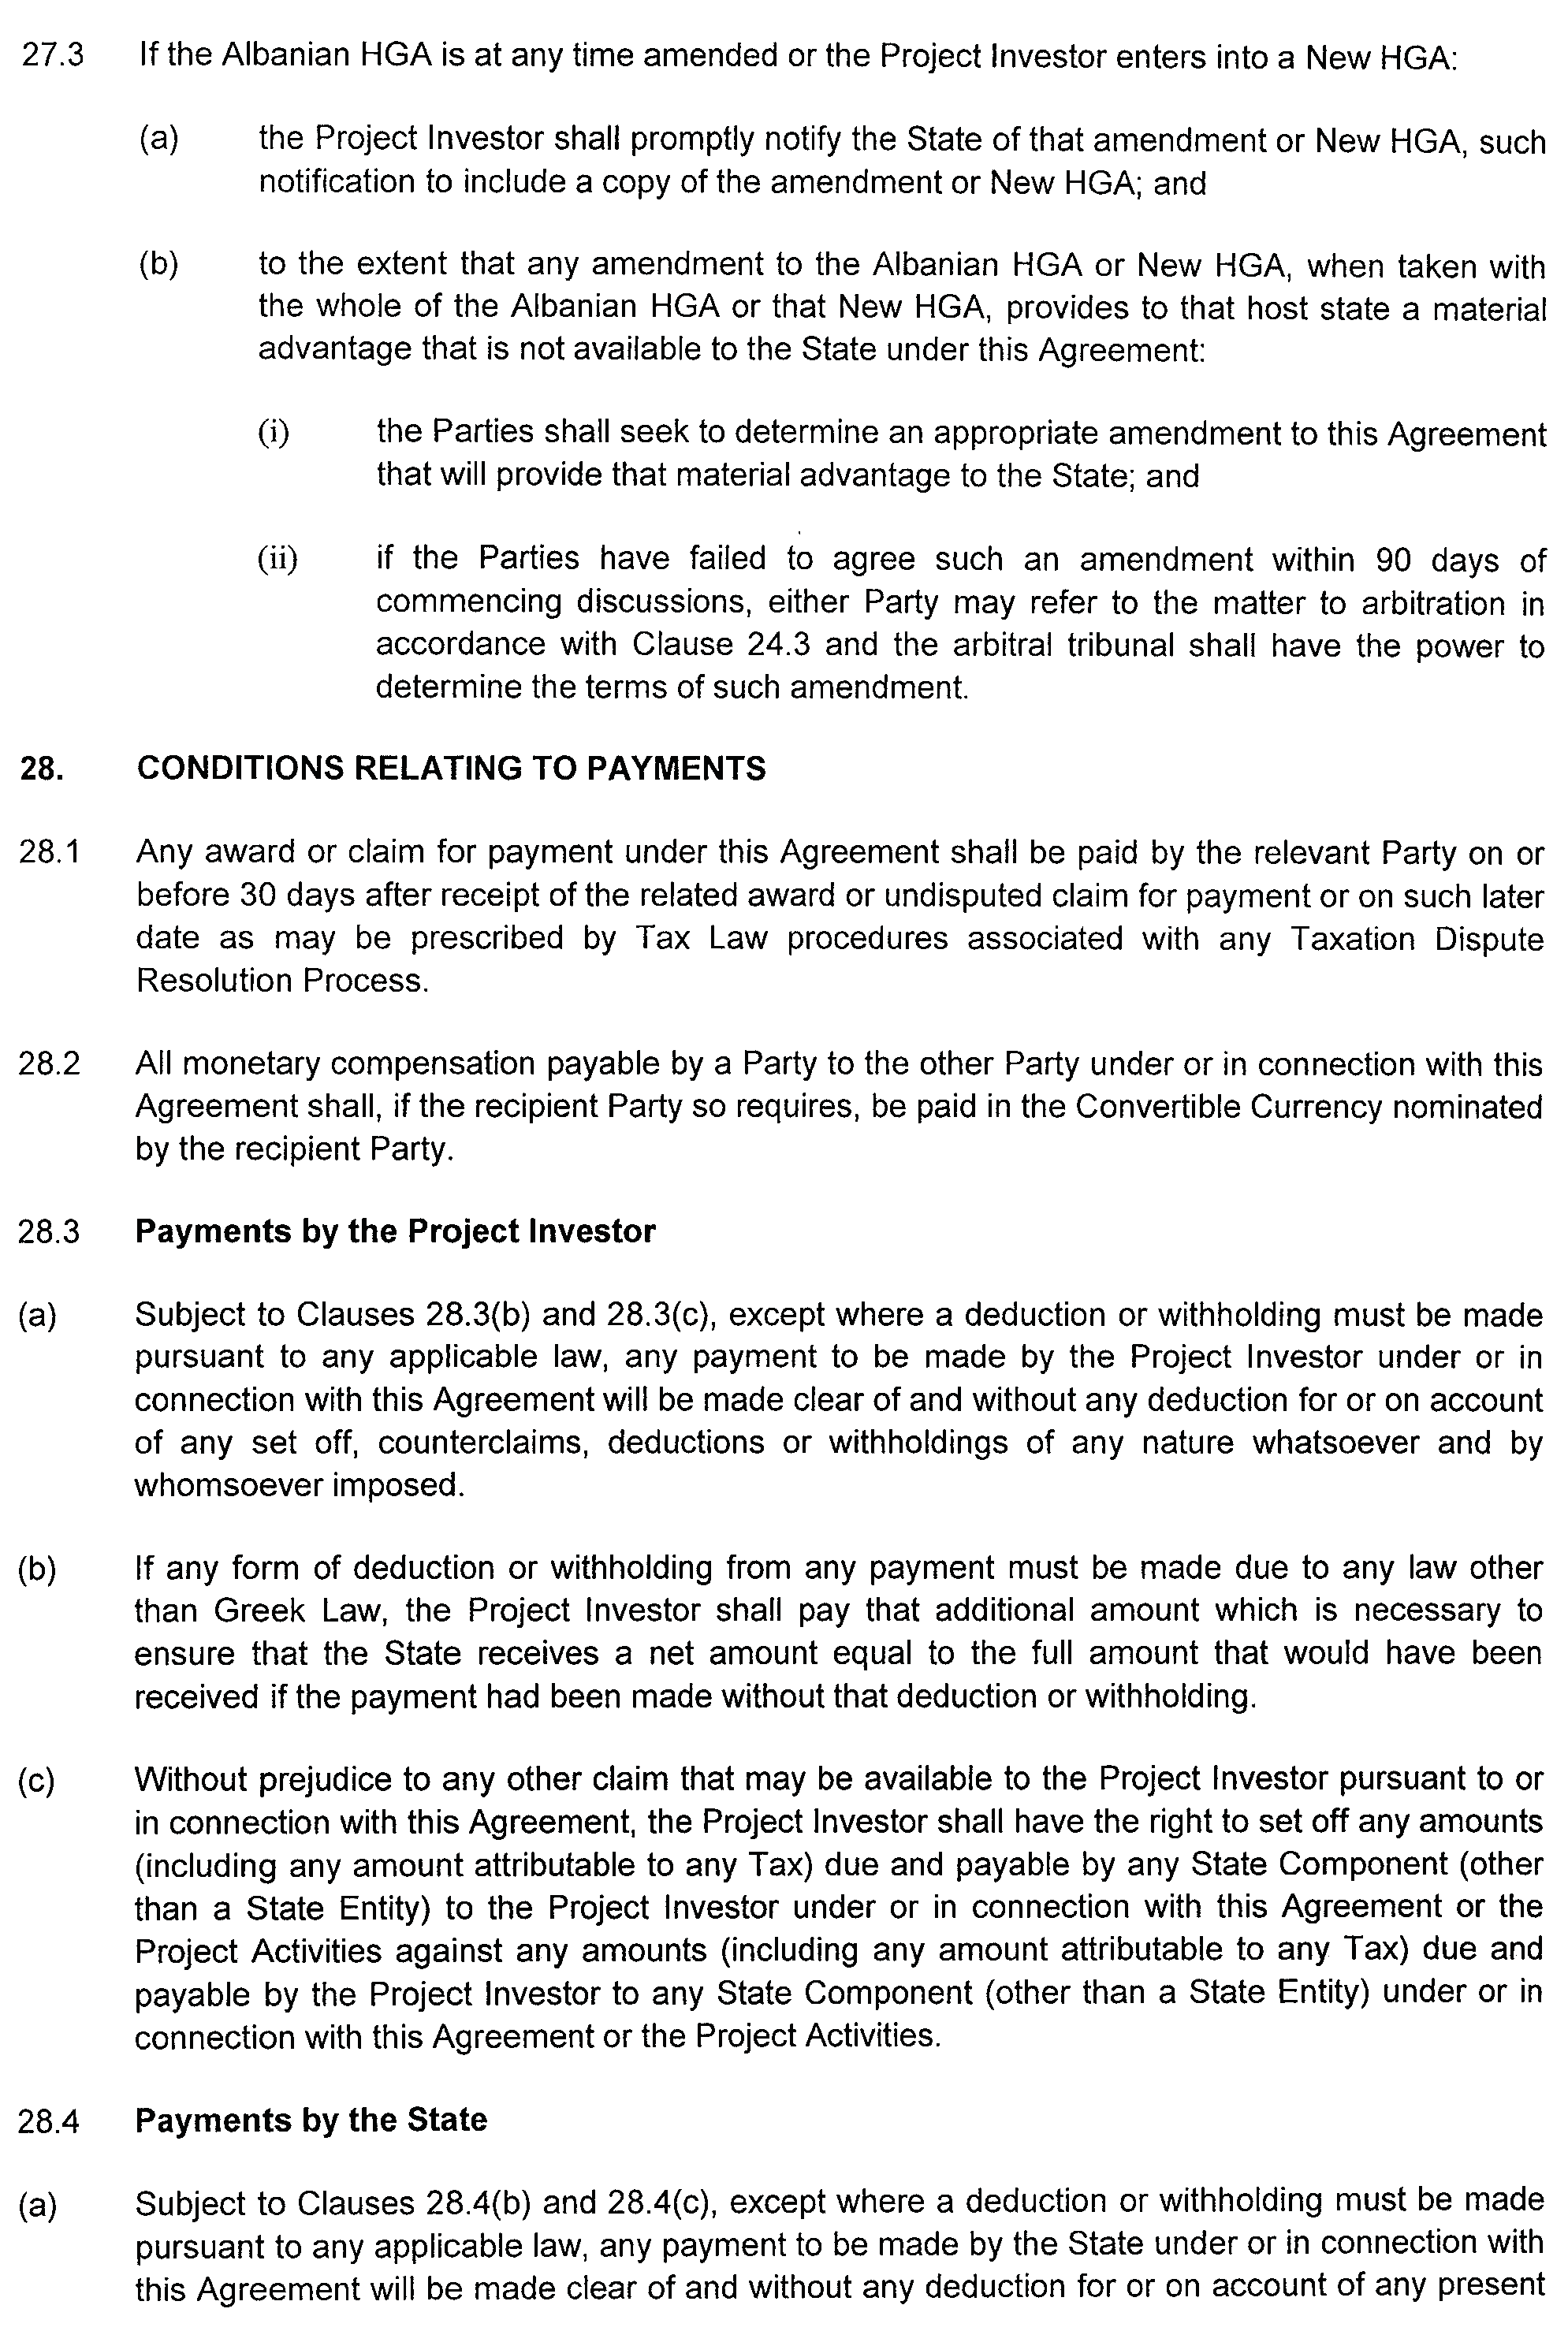 27.3 If the Albanian HGA is at any time amended or the Project Investor enters into a New HGA:
(a) the Project Investor shall promptly notify the State of that amendment or New HGA, such
notification to include a copy of the amendment or New HGA; and
(b) to the extent that any amendment to the Albanian HGA or New HGA, when taken with
the whole of the Albanian HGA or that New HGA, provides to that host state a material
advantage that is not available to the State under this Agreement:
(i) the Parties shall seek to determine an appropriate amendment to this Agreement
that will provide that material advantage to the State; and
(ii) if the Parties have failed to agree such an amendment within 90 days of
commencing discussions, either Party may refer to the matter to arbitration in
accordance with Clause 24.3 and the arbitral tribunal shall have the power to
determine the terms of such amendment.
28. CONDITIONS RELATING TO PAYMENTS
28.1 Any award or claim for payment under this Agreement shall be paid by the relevant Party on or
before 30 days after receipt of the related award or undisputed claim for payment or on such later
date as may be prescribed by Tax Law procedures associated with any Taxation Dispute
Resolution Process.
28.2 All monetary compensation payable by a Party to the other Party under or in connection with this
Agreement shall, if the recipient Party so requires, be paid in the Convertible Currency nominated
by the recipient Party.
28.3 Payments by the Project Investor
(a) Subject to Clauses 28.3(b) and 28.3(c), except where a deduction or withholding must be made
pursuant to any applicable law, any payment to be made by the Project Investor under or in
connection with this Agreement will be made clear of and without any deduction for or on account
of any set off, counterclaims, deductions or withholdings of any nature whatsoever and by
whomsoever imposed.
(b) If any form of deduction or withholding from any payment must be made due to any law other
than Greek Law, the Project Investor shall pay that additional amount which is necessary to
ensure that the State receives a net amount equal to the full amount that would have been
received if the payment had been made without that deduction or withholding.
(c) Without prejudice to any other claim that may be available to the Project Investor pursuant to or
in connection with this Agreement, the Project Investor shall have the right to set off any amounts
(including any amount attributable to any Tax) due and payable by any State Component (other
than a State Entity) to the Project Investor under or in connection with this Agreement or the
Project Activities against any amounts (including any amount attributable to any Tax) due and
payable by the Project Investor to any State Component (other than a State Entity) under or in
connection with this Agreement or the Project Activities.
28.4 Payments by the State
(a) Subject to Clauses 28.4(b) and 28.4(c), except where a deduction or withholding must be made
pursuant to any applicable law, any payment to be made by the State under or in connection with
this Agreement will be made clear of and without any deduction for or on account of any present